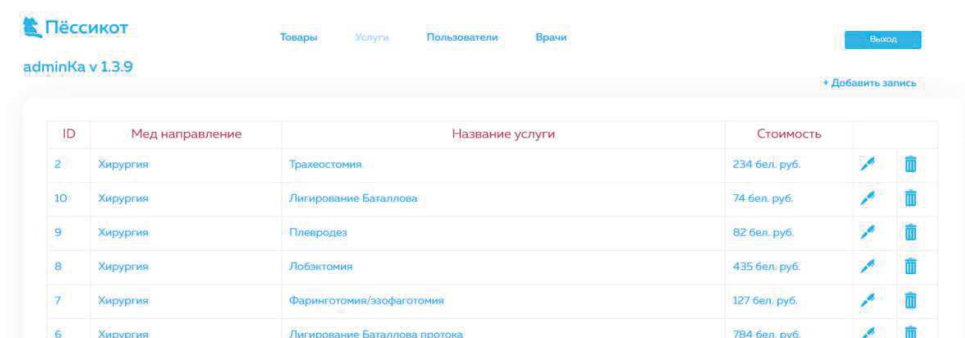 Пёссикот
Товары Услуги Пользователи Врачи
Выход
adminКа v 1.3.9
+ Добавить запись
ID Мед направление Название услуги Стоимость
2 Хирургия Трахеостомия 234 бел. руб.
10 Хирургия Лигирование Баталлова 74 бел. руб.
9 Хирургия Плевродез 82 бел. руб.
8 Хирургия Лобэктомия 435 бел. руб.
7 Хирургия Фаринготомия/эзофаготомия 127 бел. руб.
6 Хирургия Лигирование Баталлова протока 784 бел. руб.